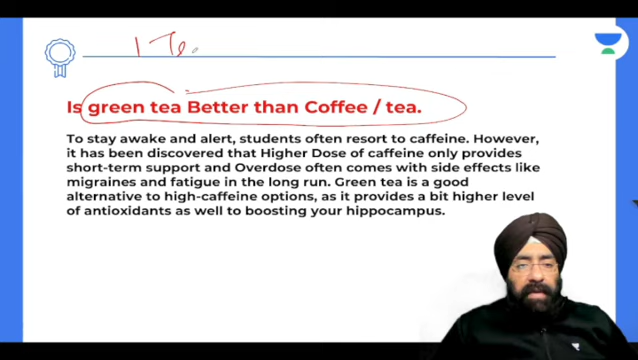 1 Te
Is green tea Better than Coffee / tea.
To stay awake and alert, students often resort to caffeine. However,
it has been discovered that Higher Dose of caffeine only provides
short-term support and Overdose often comes with side effects like
migraines and fatigue in the long run. Green tea is a good
alternative to high-caffeine options, as it provides a bit higher level
of antioxidants as well to boosting your hippocampus.